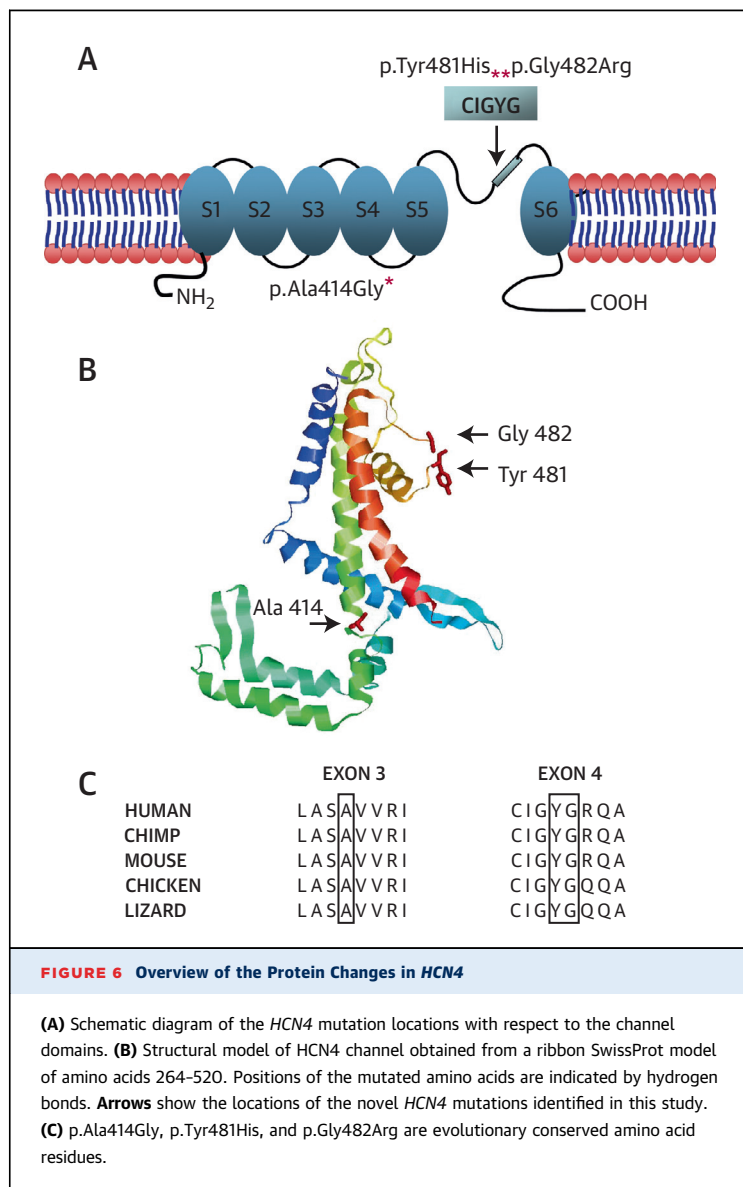 A
p.Tyr481His**p.Gly482Arg
CIGYG
S1 S2 S3 S4 S5 S6
NH2
p.Ala414Gly*
COOH
B
Gly 482
Tyr 481
Ala 414
C
EXON 3 EXON 4
HUMAN LASAVVRI CIGYGRQA
CHIMP LASAVVRI CIGYGRQA
MOUSE LASAVVRI CIGYGRQA
CHICKEN LASAVVRI CIGYGQQA
LIZARD LASAVVRI CIGYGQQA
FIGURE 6 Overview of the Protein Changes in HCN4
(A) Schematic diagram of the HCN4 mutation locations with respect to the channel
domains. (B) Structural model of HCN4 channel obtained from a ribbon SwissProt model
of amino acids 264–520. Positions of the mutated amino acids are indicated by hydrogen
bonds. Arrows show the locations of the novel HCN4 mutations identified in this study.
(C) p.Ala414Gly, p.Tyr481His, and p.Gly482Arg are evolutionary conserved amino acid
residues.